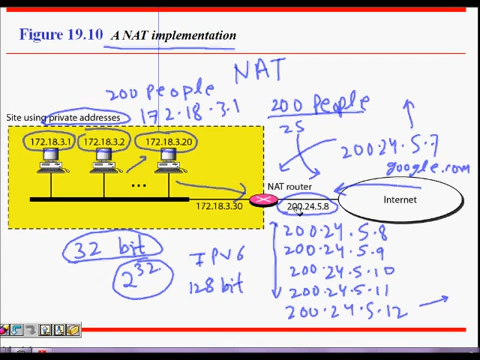 Figure 19.10 A NAT implementation
NAT
200 People
172.18.3.1
200 people
25
200.24.5.7
google.com
Site using private addresses
172.18.3.1 172.18.3.2 172.18.3.20
...
NAT router
172.18.3.30
200.24.5.8
Internet
32 bit
2^32
IPV6
128 bit
200.24.5.8
200.24.5.9
200.24.5.10
200.24.5.11
200.24.5.12